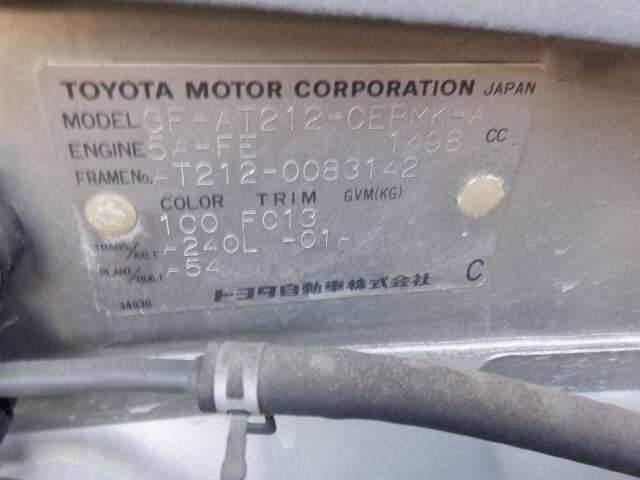 TOYOTA MOTOR CORPORATION JAPAN
MODEL GF-AT212-CEPMK-A
ENGINE 5A-FE 1498 CC
FRAME No. AT212-0083142
COLOR TRIM GVM(KG)
100 F013
TRANS/AXLE A240L -01A
PLANT/BUILT A54
34030 トヨタ自動車株式会社 C